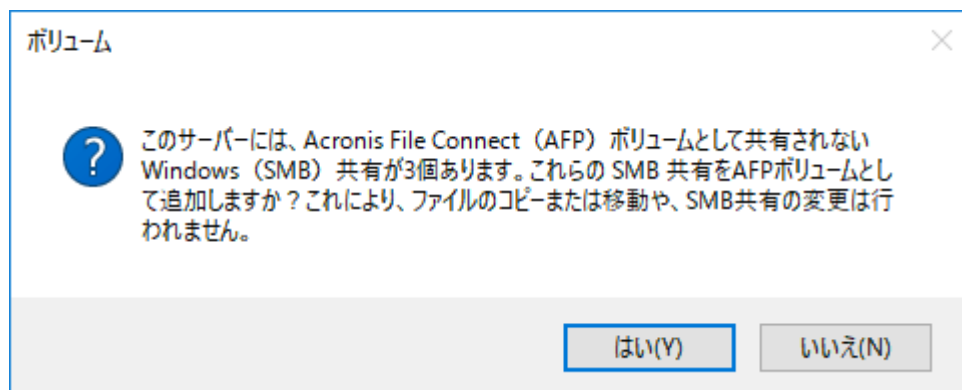 ボリューム
?
このサーバーには、Acronis File Connect（AFP）ボリュームとして共有されない
Windows（SMB）共有が3個あります。これらの SMB 共有をAFPボリュームとし
て追加しますか？これにより、ファイルのコピーまたは移動や、SMB共有の変更は行
われません。
はい(Y)
いいえ(N)